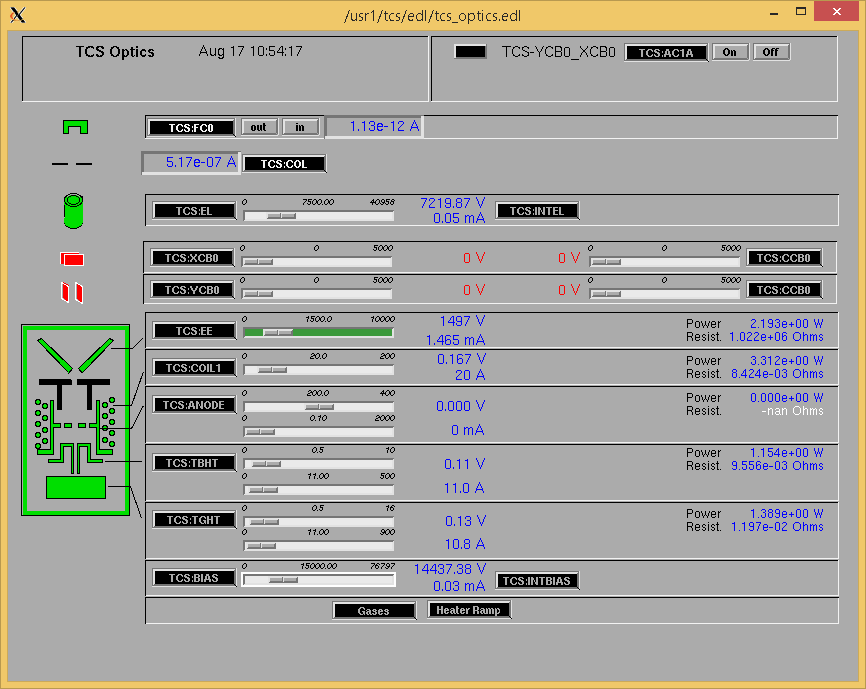 X /usr1/tcs/edl/tcs_optics.edl
TCS Optics Aug 17 10:54:17 TCS-YCB0_XCB0 TCS:AC1A On Off
TCS:FC0 out in 1.13e-12 A
5.17e-07 A TCS:COL
TCS:EL 0 7500.00 40958 7219.87 V TCS:INTEL
0.05 mA
TCS:XCB0 0 0 5000 0 V 0 V 0 0 5000 TCS:CCB0
TCS:YCB0 0 0 5000 0 V 0 V 0 0 5000 TCS:CCB0
TCS:EE 0 1500.0 10000 1497 V Power 2.193e+00 W
1.465 mA Resist. 1.022e+06 Ohms
TCS:COIL1 0 20.0 200 0.167 V Power 3.312e+00 W
20 A Resist. 8.424e-03 Ohms
TCS:ANODE 0 200.0 400 0.000 V Power 0.000e+00 W
Resist. -nan Ohms
0 0.10 2000 0 mA
TCS:TBHT 0 0.5 10 0.11 V Power 1.154e+00 W
Resist. 9.556e-03 Ohms
0 11.00 500 11.0 A
TCS:TGHT 0 0.5 16 0.13 V Power 1.389e+00 W
Resist. 1.197e-02 Ohms
0 11.00 900 10.8 A
TCS:BIAS 0 15000.00 76797 14437.38 V TCS:INTBIAS
0.03 mA
Gases Heater Ramp